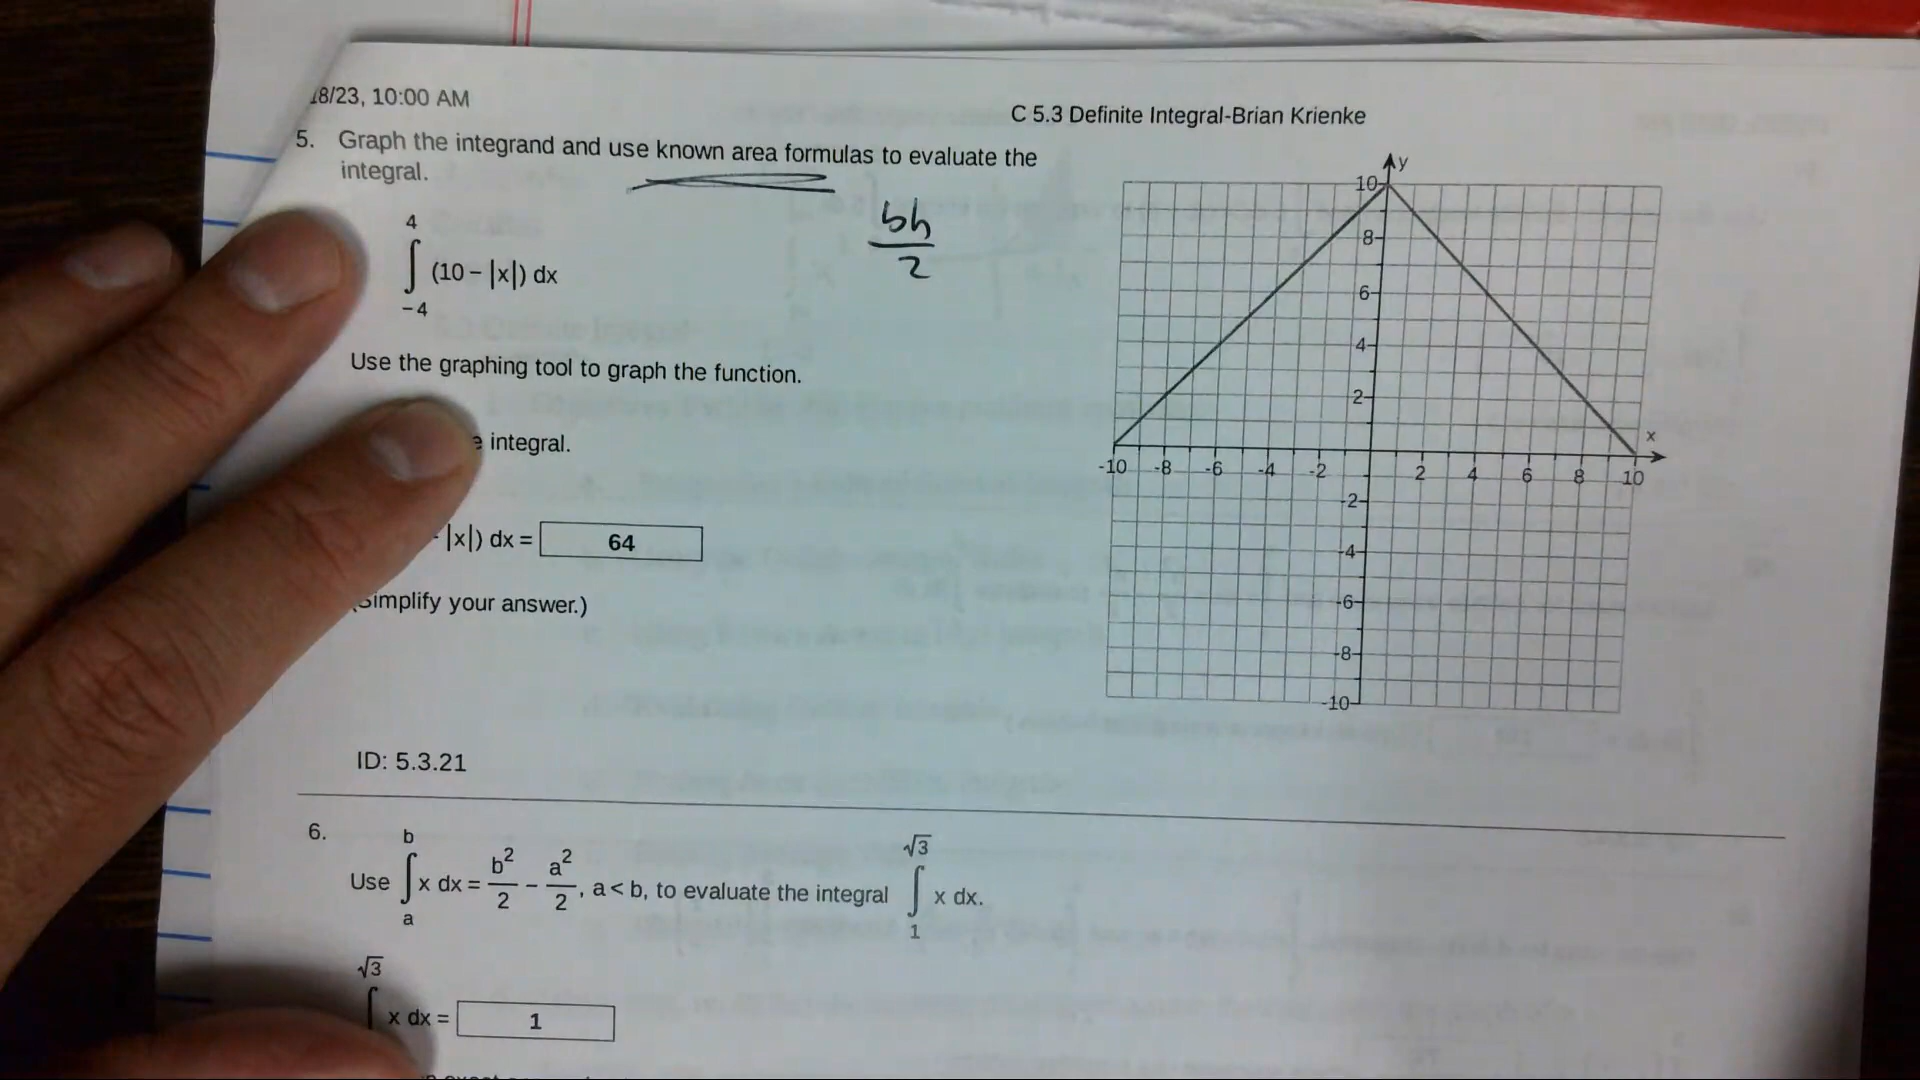 18/23, 10:00 AM
C 5.3 Definite Integral-Brian Krienke
5. Graph the integrand and use known area formulas to evaluate the
integral.
bh
2
4
∫ (10 − |x|) dx
−4
Use the graphing tool to graph the function.
integral.
|x|) dx = 64
(Simplify your answer.)
y
10
8
6
4
2
x
-10 -8 -6 -4 -2 2 4 6 8 10
-2
-4
-6
-8
-10
ID: 5.3.21
6.
b √3
Use ∫ x dx = b²/2 − a²/2, a < b, to evaluate the integral ∫ x dx.
a 1
√3
∫ x dx = 1